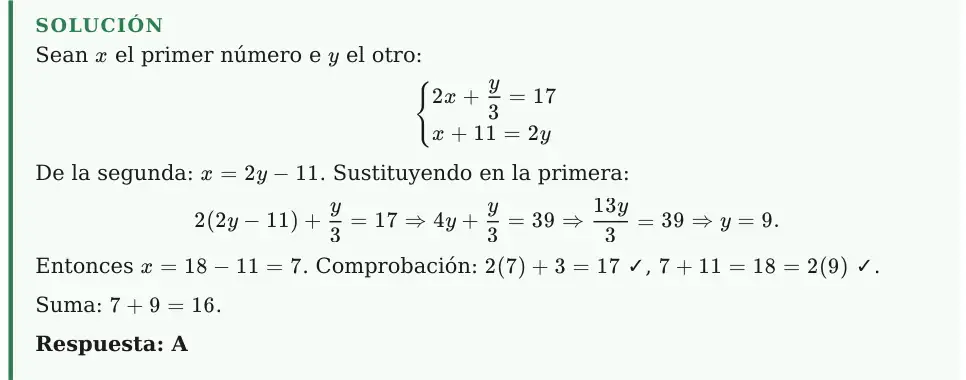 SOLUCIÓN
Sean x el primer número e y el otro:
{2x + y/3 = 17
x + 11 = 2y
De la segunda: x = 2y − 11. Sustituyendo en la primera:
2(2y − 11) + y/3 = 17 ⇒ 4y + y/3 = 39 ⇒ 13y/3 = 39 ⇒ y = 9.
Entonces x = 18 − 11 = 7. Comprobación: 2(7) + 3 = 17 ✓, 7 + 11 = 18 = 2(9) ✓.
Suma: 7 + 9 = 16.
Respuesta: A